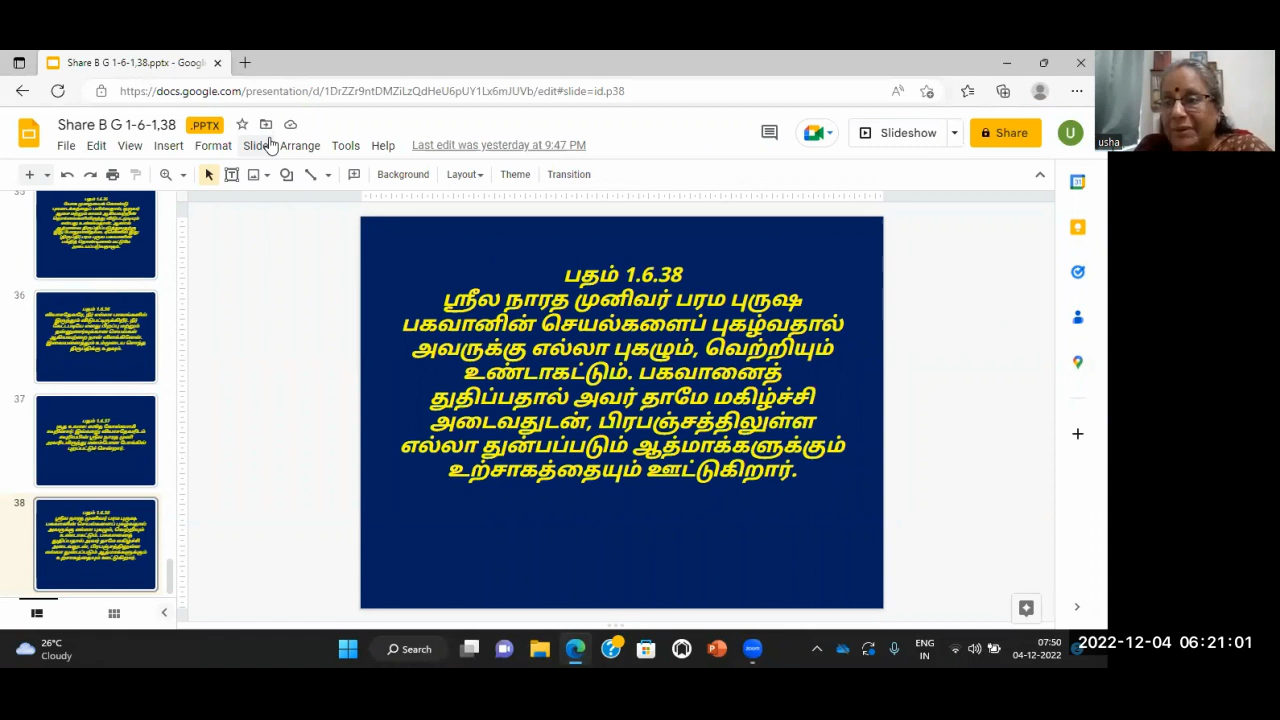 Share B G 1-6-1,38.pptx - Googl
https://docs.google.com/presentation/d/1DrZZr9ntDMZiLzQdHeU6pUY1Lx6mJUVb/edit#slide=id.p38
Share B G 1-6-1,38 .PPTX
Slideshow
Share
U
usha
File Edit View Insert Format Slide Arrange Tools Help Last edit was yesterday at 9:47 PM
Background Layout Theme Transition
35
36
37
38
பதம் 1.6.38
ஸ்ரீல நாரத முனிவர் பரம புருஷ
பகவானின் செயல்களைப் புகழ்வதால்
அவருக்கு எல்லா புகழும், வெற்றியும்
உண்டாகட்டும். பகவானைத்
துதிப்பதால் அவர் தாமே மகிழ்ச்சி
அடைவதுடன், பிரபஞ்சத்திலுள்ள
எல்லா துன்பப்படும் ஆத்மாக்களுக்கும்
உற்சாகத்தையும் ஊட்டுகிறார்.
26°C
Cloudy
Search
zoom
ENG
IN
07:50
04-12-2022
2022-12-04 06:21:01